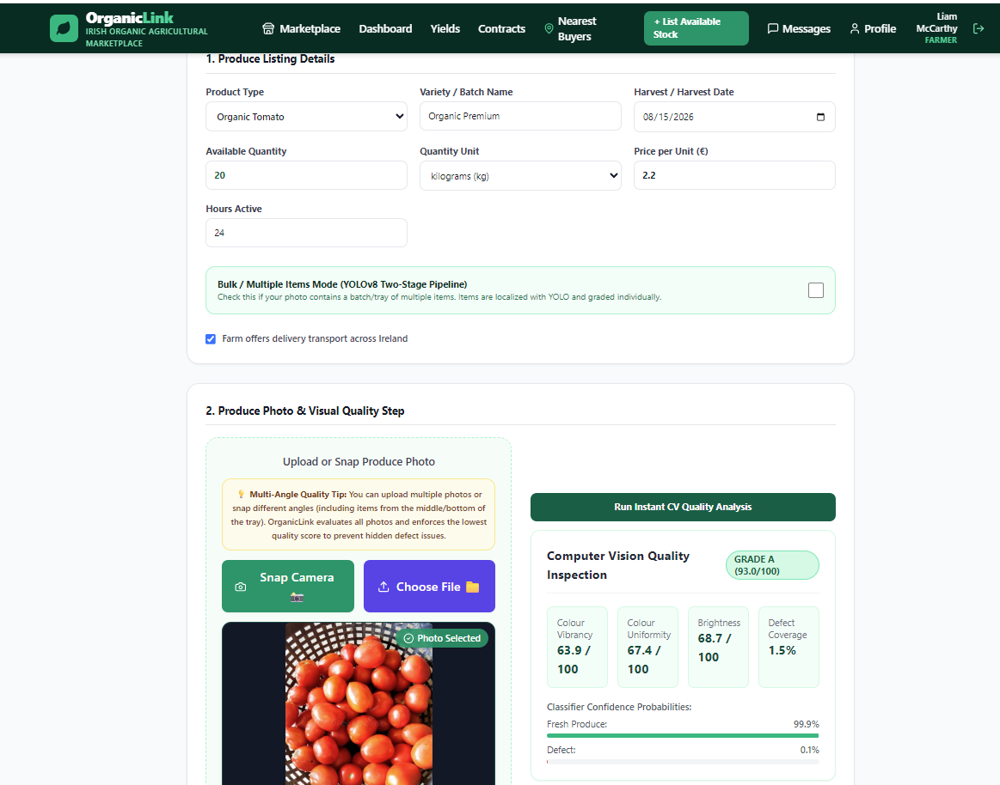 OrganicLink
IRISH ORGANIC AGRICULTURAL
MARKETPLACE
Marketplace
Dashboard
Yields
Contracts
Nearest
Buyers
+ List Available
Stock
Messages
Profile
Liam
McCarthy
FARMER
1. Produce Listing Details
Product Type
Variety / Batch Name
Harvest / Harvest Date
Organic Tomato
Organic Premium
08/15/2026
Available Quantity
Quantity Unit
Price per Unit (€)
20
kilograms (kg)
2.2
Hours Active
24
Bulk / Multiple Items Mode (YOLOv8 Two-Stage Pipeline)
Check this if your photo contains a batch/tray of multiple items. Items are localized with YOLO and graded individually.
Farm offers delivery transport across Ireland
2. Produce Photo & Visual Quality Step
Upload or Snap Produce Photo
💡 Multi-Angle Quality Tip: You can upload multiple photos or
snap different angles (including items from the middle/bottom of
the tray). OrganicLink evaluates all photos and enforces the lowest
quality score to prevent hidden defect issues.
Snap Camera
📸
Choose File 📁
Photo Selected
Run Instant CV Quality Analysis
Computer Vision Quality
Inspection
GRADE A
(93.0/100)
Colour
Vibrancy
63.9 /
100
Colour
Uniformity
67.4 /
100
Brightness
68.7 /
100
Defect
Coverage
1.5%
Classifier Confidence Probabilities:
Fresh Produce:
99.9%
Defect:
0.1%